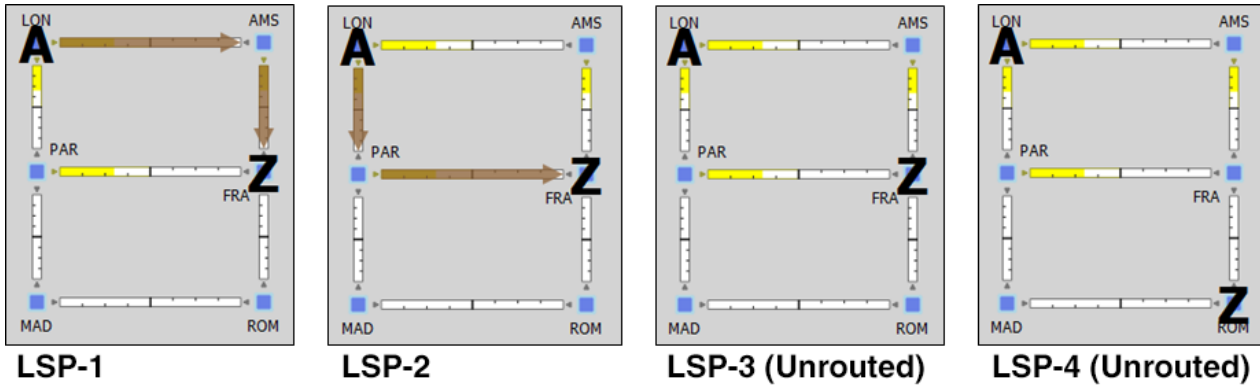 LON AMS
A
PAR
Z
FRA
MAD ROM
LSP-1
LON AMS
A
PAR
Z
FRA
MAD ROM
LSP-2
LON AMS
A
PAR
Z
FRA
MAD ROM
LSP-3 (Unrouted)
LON AMS
A
PAR
FRA
Z
MAD ROM
LSP-4 (Unrouted)